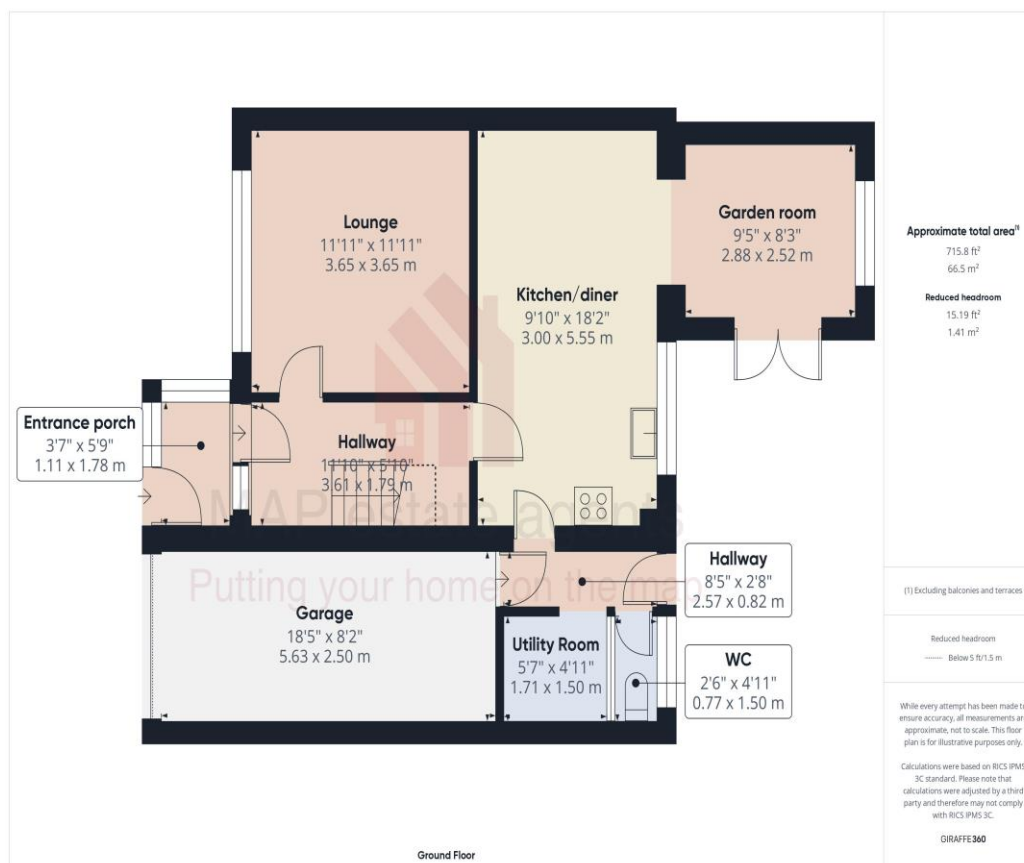 Lounge
11'11" x 11'11"
3.65 x 3.65 m
Garden room
9'5" x 8'3"
2.88 x 2.52 m
Kitchen/diner
9'10" x 18'2"
3.00 x 5.55 m
Entrance porch
3'7" x 5'9"
1.11 x 1.78 m
Hallway
11'10" x 5'10"
3.61 x 1.79 m
MAP estate agents
Putting your home on the map
Garage
18'5" x 8'2"
5.63 x 2.50 m
Hallway
8'5" x 2'8"
2.57 x 0.82 m
Utility Room
5'7" x 4'11"
1.71 x 1.50 m
WC
2'6" x 4'11"
0.77 x 1.50 m
Ground Floor
Approximate total area(1)
715.8 ft²
66.5 m²
Reduced headroom
15.19 ft²
1.41 m²
(1) Excluding balconies and terraces
Reduced headroom
Below 5 ft/1.5 m
While every attempt has been made to
ensure accuracy, all measurements are
approximate, not to scale. This floor
plan is for illustrative purposes only.
Calculations were based on RICS IPMS
3C standard. Please note that
calculations were adjusted by a third
party and therefore may not comply
with RICS IPMS 3C.
GIRAFFE360